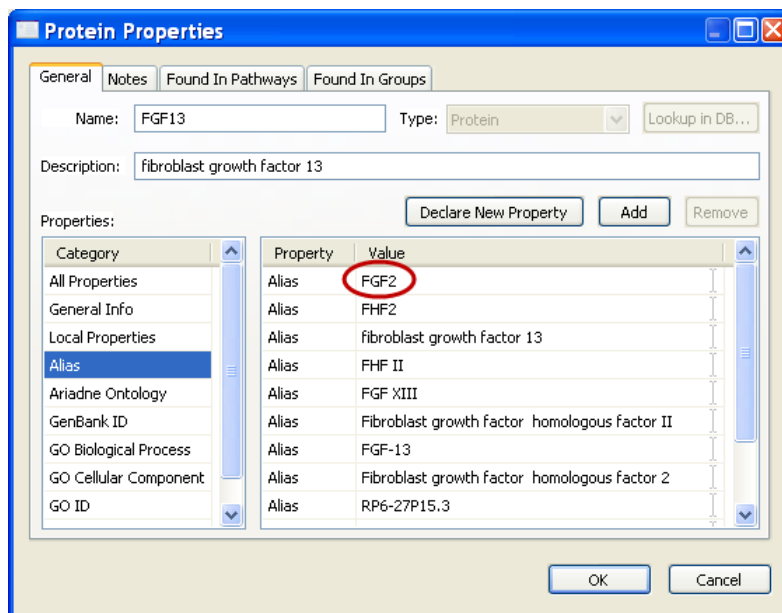 Protein Properties
General Notes Found In Pathways Found In Groups
Name: FGF13 Type: Protein Lookup in DB...
Description: fibroblast growth factor 13
Declare New Property Add Remove
Properties:
Category Property Value
All Properties Alias FGF2
General Info Alias FHF2
Local Properties Alias fibroblast growth factor 13
Alias Alias FHF II
Ariadne Ontology Alias FGF XIII
GenBank ID Alias Fibroblast growth factor homologous factor II
GO Biological Process Alias FGF-13
GO Cellular Component Alias Fibroblast growth factor homologous factor 2
GO ID Alias RP6-27P15.3
OK Cancel